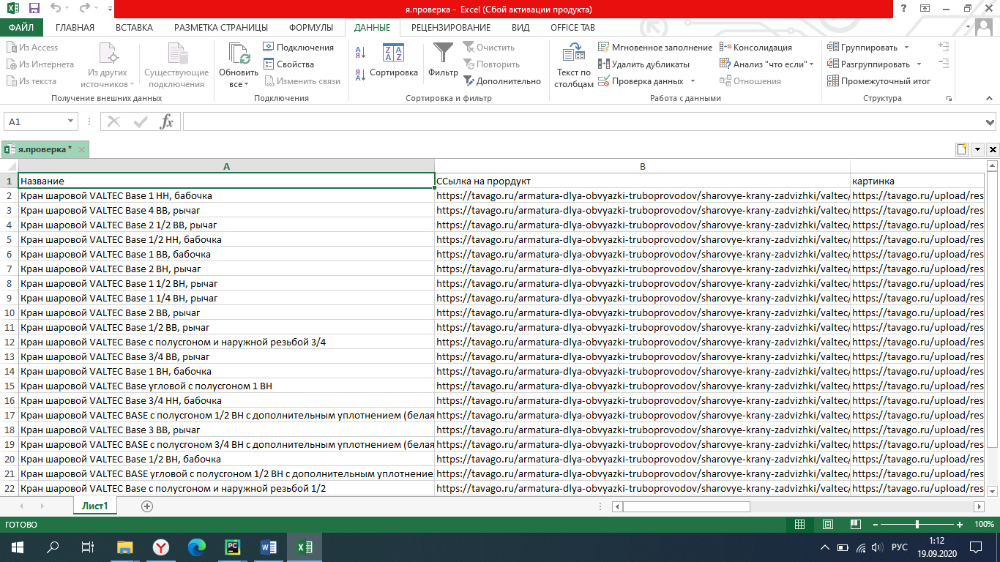 я.проверка - Excel (Сбой активации продукта)
ФАЙЛ ГЛАВНАЯ ВСТАВКА РАЗМЕТКА СТРАНИЦЫ ФОРМУЛЫ ДАННЫЕ РЕЦЕНЗИРОВАНИЕ ВИД OFFICE TAB
Из Access
Из Интернета
Из текста
Из других источников
Существующие подключения
Получение внешних данных
Обновить все
Подключения
Свойства
Изменить связи
Подключения
Сортировка
Фильтр
Очистить
Повторить
Дополнительно
Сортировка и фильтр
Текст по столбцам
Мгновенное заполнение
Удалить дубликаты
Проверка данных
Консолидация
Анализ "что если"
Отношения
Работа с данными
Группировать
Разгруппировать
Промежуточный итог
Структура
A1 fx
я.проверка *
A B
1 Название ССылка на прордукт картинка
2 Кран шаровой VALTEC Base 1 НН, бабочка https://tavago.ru/armatura-dlya-obvyazki-truboprovodov/sharovye-krany-zadvizhki/valtec/ https://tavago.ru/upload/res
3 Кран шаровой VALTEC Base 4 ВВ, рычаг https://tavago.ru/armatura-dlya-obvyazki-truboprovodov/sharovye-krany-zadvizhki/valtec/ https://tavago.ru/upload/res
4 Кран шаровой VALTEC Base 2 1/2 ВВ, рычаг https://tavago.ru/armatura-dlya-obvyazki-truboprovodov/sharovye-krany-zadvizhki/valtec/ https://tavago.ru/upload/res
5 Кран шаровой VALTEC Base 1/2 НН, бабочка https://tavago.ru/armatura-dlya-obvyazki-truboprovodov/sharovye-krany-zadvizhki/valtec/ https://tavago.ru/upload/res
6 Кран шаровой VALTEC Base 1 ВВ, бабочка https://tavago.ru/armatura-dlya-obvyazki-truboprovodov/sharovye-krany-zadvizhki/valtec/ https://tavago.ru/upload/res
7 Кран шаровой VALTEC Base 2 ВН, рычаг https://tavago.ru/armatura-dlya-obvyazki-truboprovodov/sharovye-krany-zadvizhki/valtec/ https://tavago.ru/upload/res
8 Кран шаровой VALTEC Base 1 1/2 ВН, рычаг https://tavago.ru/armatura-dlya-obvyazki-truboprovodov/sharovye-krany-zadvizhki/valtec/ https://tavago.ru/upload/res
9 Кран шаровой VALTEC Base 1 1/4 ВН, рычаг https://tavago.ru/armatura-dlya-obvyazki-truboprovodov/sharovye-krany-zadvizhki/valtec/ https://tavago.ru/upload/res
10 Кран шаровой VALTEC Base 2 ВВ, рычаг https://tavago.ru/armatura-dlya-obvyazki-truboprovodov/sharovye-krany-zadvizhki/valtec/ https://tavago.ru/upload/res
11 Кран шаровой VALTEC Base 1/2 ВВ, рычаг https://tavago.ru/armatura-dlya-obvyazki-truboprovodov/sharovye-krany-zadvizhki/valtec/ https://tavago.ru/upload/res
12 Кран шаровой VALTEC Base с полусгоном и наружной резьбой 3/4 https://tavago.ru/armatura-dlya-obvyazki-truboprovodov/sharovye-krany-zadvizhki/valtec/ https://tavago.ru/upload/res
13 Кран шаровой VALTEC Base 3/4 ВВ, рычаг https://tavago.ru/armatura-dlya-obvyazki-truboprovodov/sharovye-krany-zadvizhki/valtec/ https://tavago.ru/upload/res
14 Кран шаровой VALTEC Base 1 ВН, бабочка https://tavago.ru/armatura-dlya-obvyazki-truboprovodov/sharovye-krany-zadvizhki/valtec/ https://tavago.ru/upload/res
15 Кран шаровой VALTEC Base угловой с полусгоном 1 ВН https://tavago.ru/armatura-dlya-obvyazki-truboprovodov/sharovye-krany-zadvizhki/valtec/ https://tavago.ru/upload/res
16 Кран шаровой VALTEC Base 3/4 НН, бабочка https://tavago.ru/armatura-dlya-obvyazki-truboprovodov/sharovye-krany-zadvizhki/valtec/ https://tavago.ru/upload/res
17 Кран шаровой VALTEC BASE с полусгоном 1/2 ВН с дополнительным уплотнением (белая https://tavago.ru/armatura-dlya-obvyazki-truboprovodov/sharovye-krany-zadvizhki/valtec/ https://tavago.ru/upload/res
18 Кран шаровой VALTEC Base 3 ВВ, рычаг https://tavago.ru/armatura-dlya-obvyazki-truboprovodov/sharovye-krany-zadvizhki/valtec/ https://tavago.ru/upload/res
19 Кран шаровой VALTEC BASE с полусгоном 3/4 ВН с дополнительным уплотнением (белая https://tavago.ru/armatura-dlya-obvyazki-truboprovodov/sharovye-krany-zadvizhki/valtec/ https://tavago.ru/upload/res
20 Кран шаровой VALTEC Base 1/2 ВН, бабочка https://tavago.ru/armatura-dlya-obvyazki-truboprovodov/sharovye-krany-zadvizhki/valtec/ https://tavago.ru/upload/res
21 Кран шаровой VALTEC BASE угловой с полусгоном 1/2 ВН с дополнительным уплотнение https://tavago.ru/armatura-dlya-obvyazki-truboprovodov/sharovye-krany-zadvizhki/valtec/ https://tavago.ru/upload/res
22 Кран шаровой VALTEC Base с полусгоном и наружной резьбой 1/2 https://tavago.ru/armatura-dlya-obvyazki-truboprovodov/sharovye-krany-zadvizhki/valtec/ https://tavago.ru/upload/res
Лист1
ГОТОВО 100%
РУС 1:12
19.09.2020